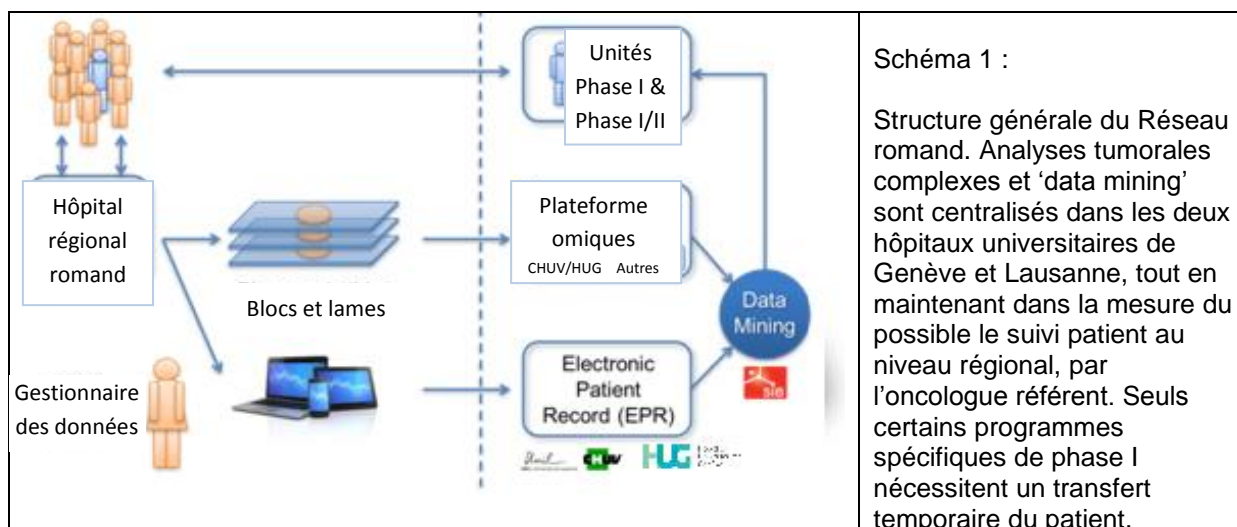 Unités
Phase I &
Phase I/II
Hôpital
régional
romand
Blocs et lames
Plateforme
omiques
CHUV/HUG Autres
Data
Mining
Gestionnaire
des données
Electronic
Patient
Record (EPR)
sib
CHUV
HUG
Schéma 1 :
Structure générale du Réseau
romand. Analyses tumorales
complexes et ‘data mining’
sont centralisés dans les deux
hôpitaux universitaires de
Genève et Lausanne, tout en
maintenant dans la mesure du
possible le suivi patient au
niveau régional, par
l’oncologue référent. Seuls
certains programmes
spécifiques de phase I
nécessitent un transfert
temporaire du patient.